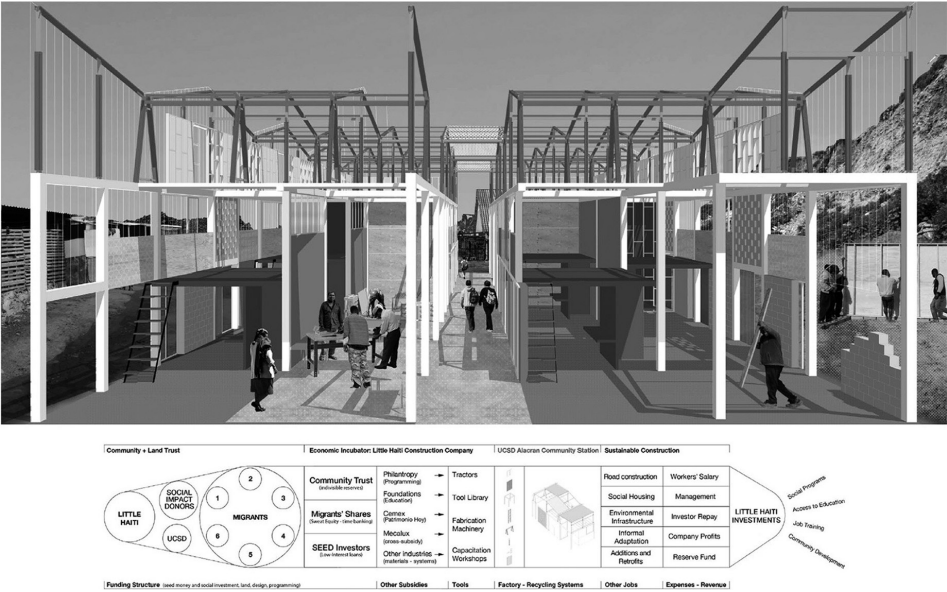 Community + Land Trust
Economic Incubator: Little Haiti Construction Company
UCSD Alacran Community Station
Sustainable Construction
LITTLE
HAITI
SOCIAL
IMPACT
DONORS
UCSD
1
2
3
4
5
6
MIGRANTS
Community Trust
(indivisible reserves)
Migrants' Shares
(Sweat Equity - time banking)
SEED Investors
(Low-interest loans)
Philantropy
(Programming)
Foundations
(Education)
Cemex
(Patrimonio Hoy)
Mecalux
(cross-subsidy)
Other industries
(materials - systems)
Tractors
Tool Library
Fabrication
Machinery
Capacitation
Workshops
Road construction
Social Housing
Environmental
Infrastructure
Informal
Adaptation
Additions and
Retrofits
Workers' Salary
Management
Investor Repay
Company Profits
Reserve Fund
LITTLE HAITI
INVESTMENTS
Social Programs
Access to Education
Job Training
Community Development
Funding Structure (seed money and social investment, land, design, programming)
Other Subsidies
Tools
Factory - Recycling Systems
Other Jobs
Expenses - Revenue